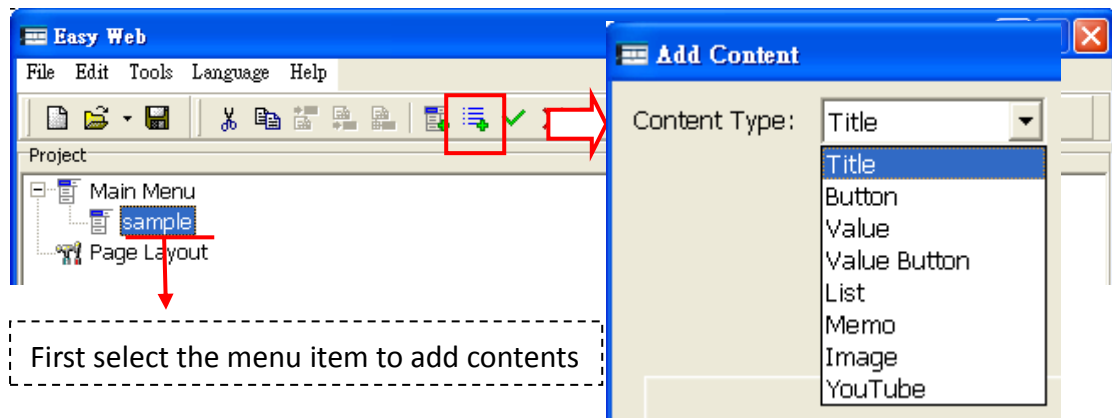 Easy Web
File Edit Tools Language Help
Project
Main Menu
sample
Page Layout
First select the menu item to add contents
Add Content
Content Type: Title
Title
Button
Value
Value Button
List
Memo
Image
YouTube